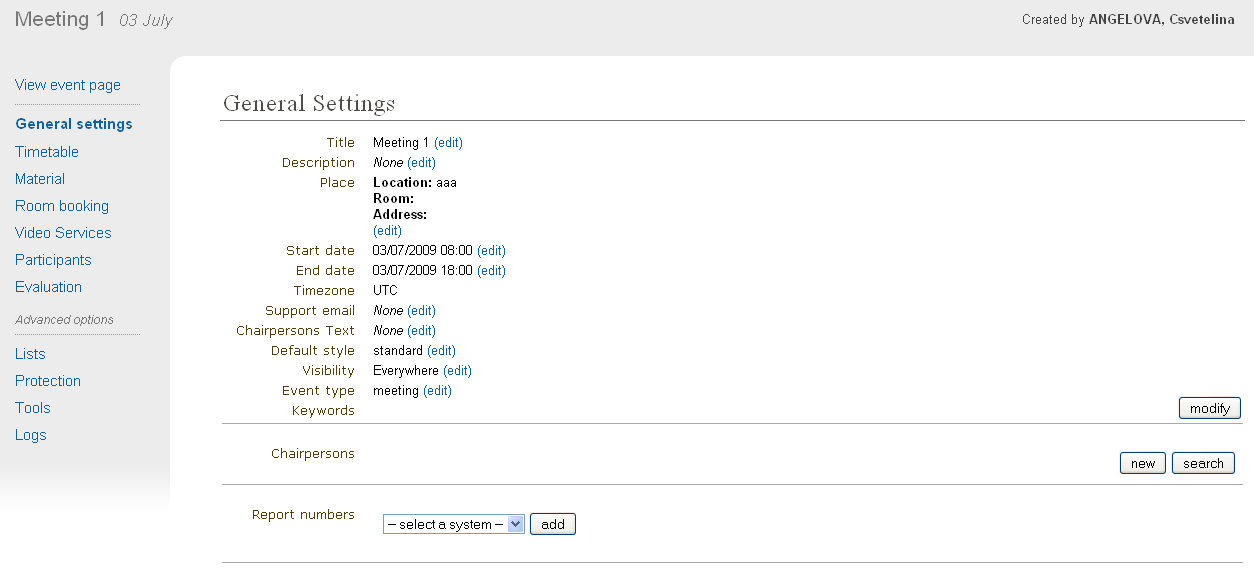 Meeting 1 03 July
Created by ANGELOVA, Csvetelina
View event page
General settings
Timetable
Material
Room booking
Video Services
Participants
Evaluation
Advanced options
Lists
Protection
Tools
Logs
General Settings
Title Meeting 1 (edit)
Description None (edit)
Place Location: aaa
Room:
Address:
(edit)
Start date 03/07/2009 08:00 (edit)
End date 03/07/2009 18:00 (edit)
Timezone UTC
Support email None (edit)
Chairpersons Text None (edit)
Default style standard (edit)
Visibility Everywhere (edit)
Event type meeting (edit)
Keywords
modify
Chairpersons
new search
Report numbers
-- select a system -- add